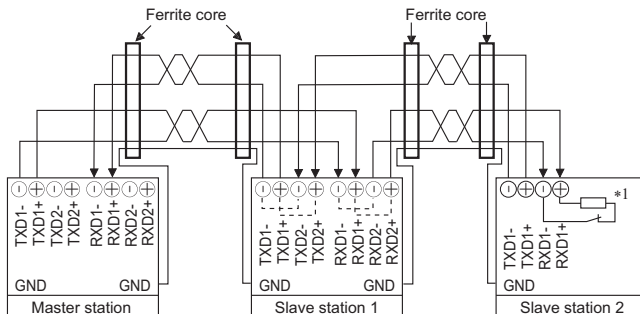 Ferrite core
Ferrite core
TXD1-
TXD1+
TXD2-
TXD2+
RXD1-
RXD1+
RXD2-
RXD2+
GND
GND
Master station
TXD1-
TXD1+
TXD2-
TXD2+
RXD1-
RXD1+
RXD2-
RXD2+
GND
GND
Slave station 1
*1
TXD1-
TXD1+
RXD1-
RXD1+
GND
GND
Slave station 2